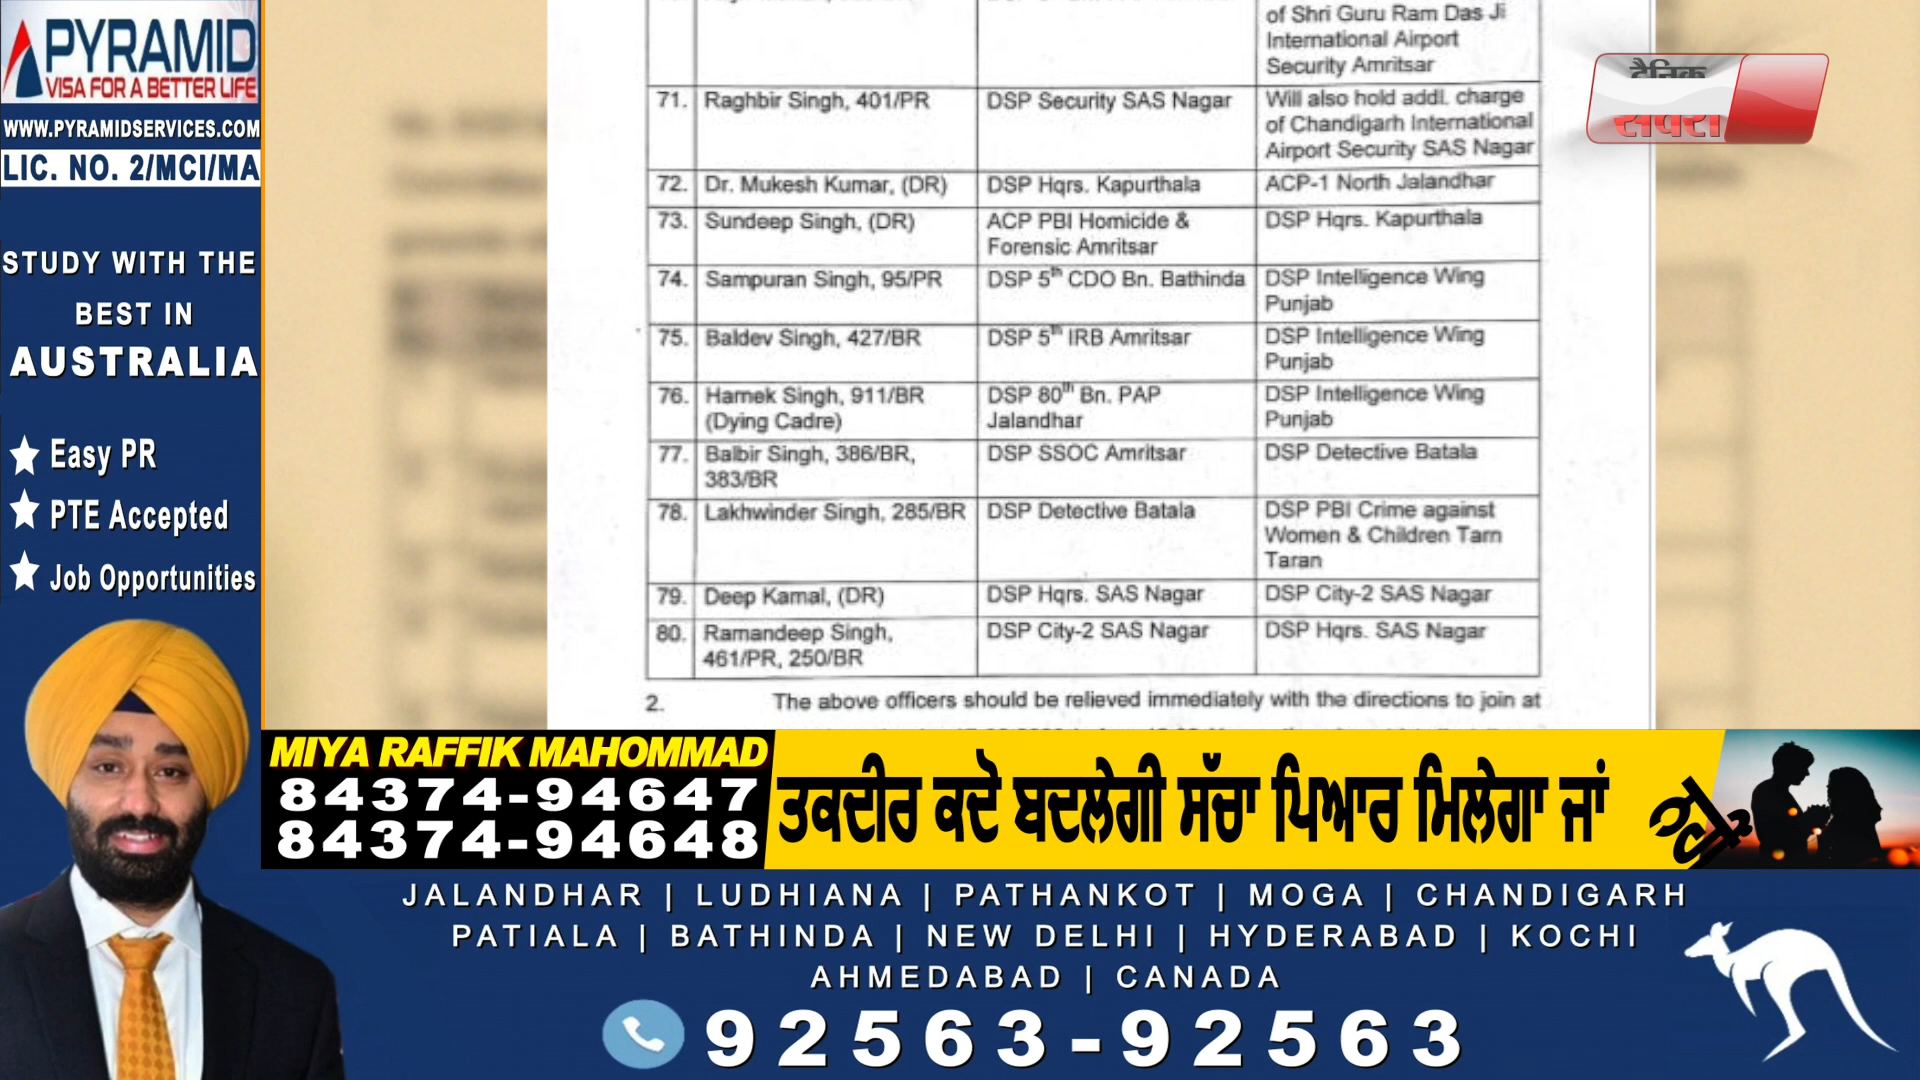 PYRAMID
VISA FOR A BETTER LIFE
WWW.PYRAMIDSERVICES.COM
LIC. NO. 2/MCI/MA
STUDY WITH THE
BEST IN
AUSTRALIA
Easy PR
PTE Accepted
Job Opportunities
of Shri Guru Ram Das Ji
International Airport
Security Amritsar
71. Raghbir Singh, 401/PR DSP Security SAS Nagar Will also hold addl. charge
of Chandigarh International
Airport Security SAS Nagar
72. Dr. Mukesh Kumar, (DR) DSP Hqrs. Kapurthala ACP-1 North Jalandhar
73. Sundeep Singh, (DR) ACP PBI Homicide & DSP Hqrs. Kapurthala
Forensic Amritsar
74. Sampuran Singh, 95/PR DSP 5th CDO Bn. Bathinda DSP Intelligence Wing
Punjab
75. Baldev Singh, 427/BR DSP 5th IRB Amritsar DSP Intelligence Wing
Punjab
76. Harnek Singh, 911/BR DSP 80th Bn. PAP DSP Intelligence Wing
(Dying Cadre) Jalandhar Punjab
77. Balbir Singh, 386/BR, DSP SSOC Amritsar DSP Detective Batala
383/BR
78. Lakhwinder Singh, 285/BR DSP Detective Batala DSP PBI Crime against
Women & Children Tarn
Taran
79. Deep Kamal, (DR) DSP Hqrs. SAS Nagar DSP City-2 SAS Nagar
80. Ramandeep Singh, DSP City-2 SAS Nagar DSP Hqrs. SAS Nagar
461/PR, 250/BR
2. The above officers should be relieved immediately with the directions to join at
दैनिक
सवेरा
MIYA RAFFIK MAHOMMAD
84374-94647
84374-94648
ਤਕਦੀਰ ਕਦੋ ਬਦਲੇਗੀ ਸੱਚਾ ਪਿਆਰ ਮਿਲੇਗਾ ਜਾਂ
JALANDHAR | LUDHIANA | PATHANKOT | MOGA | CHANDIGARH
PATIALA | BATHINDA | NEW DELHI | HYDERABAD | KOCHI
AHMEDABAD | CANADA
92563-92563